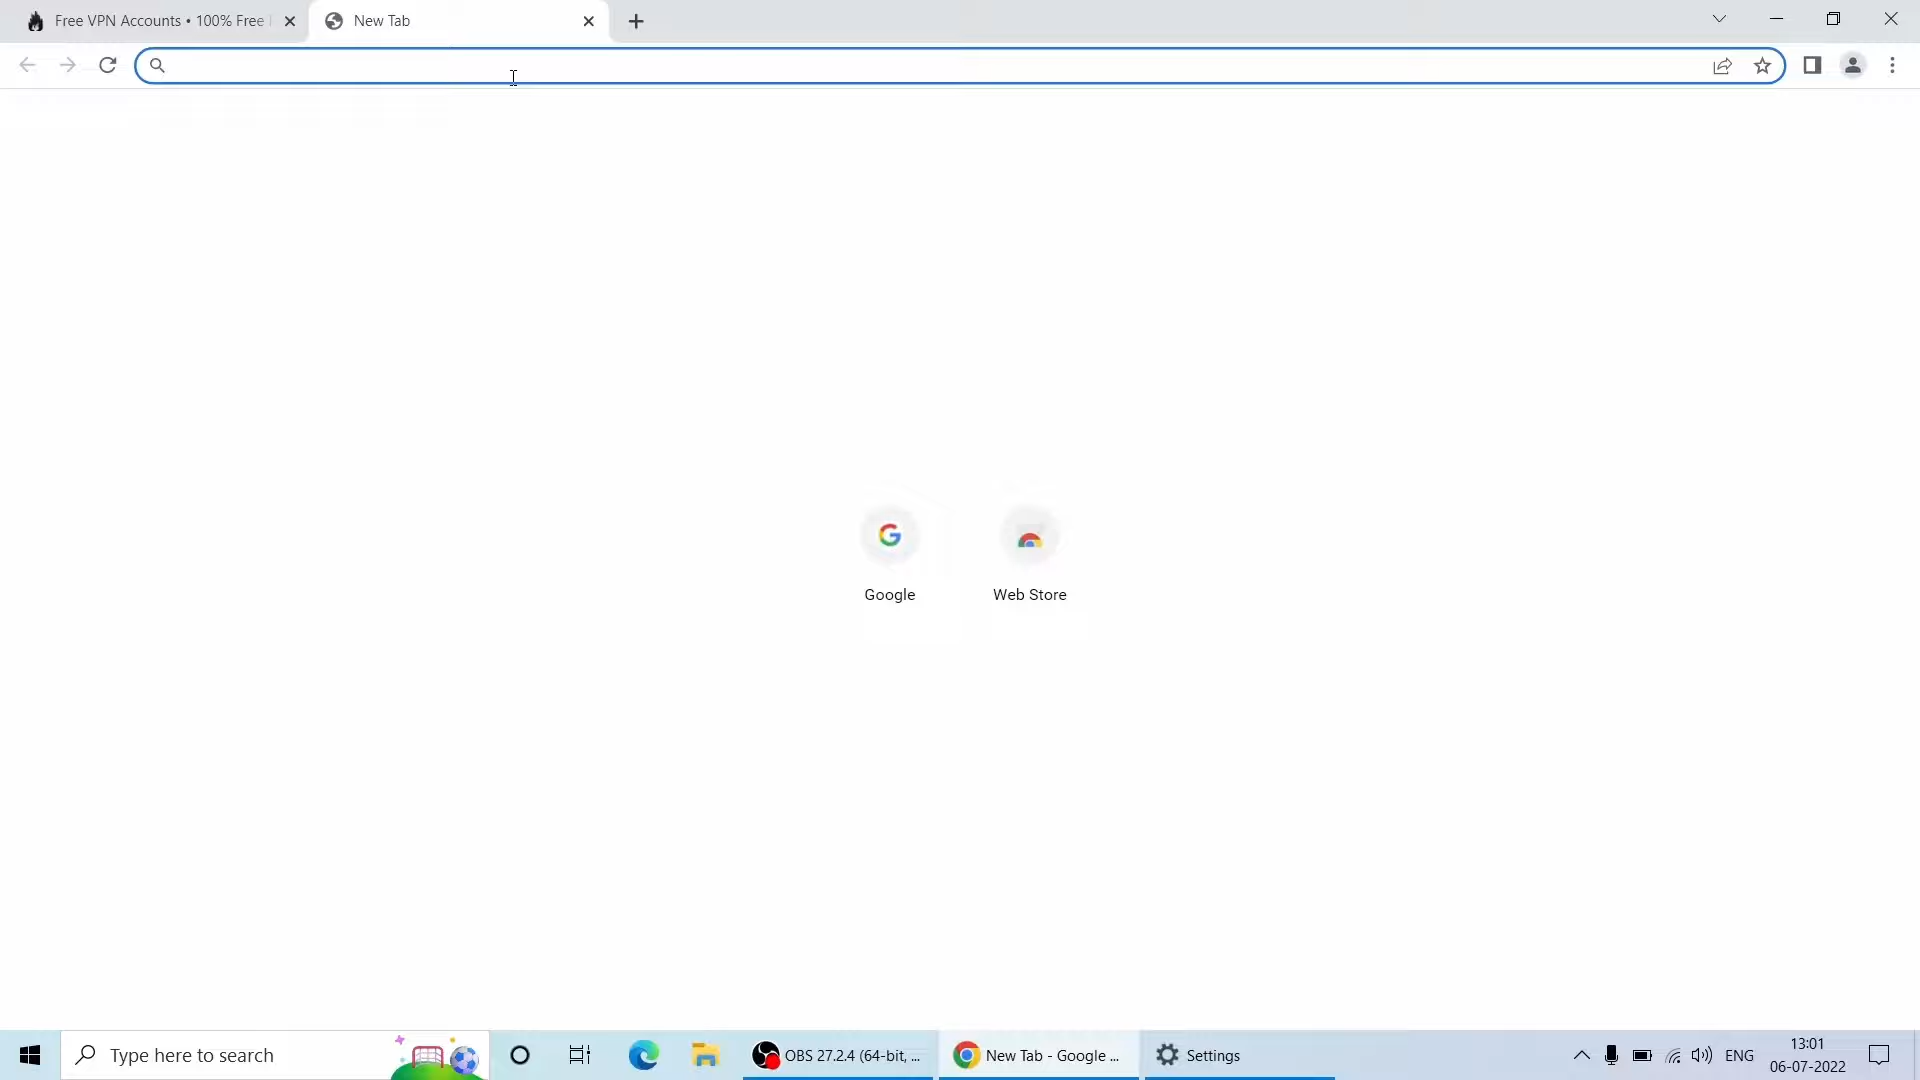 Free VPN Accounts • 100% Free
New Tab
Google
Web Store
Type here to search
OBS 27.2.4 (64-bit, ...
New Tab - Google ...
Settings
ENG
13:01
06-07-2022